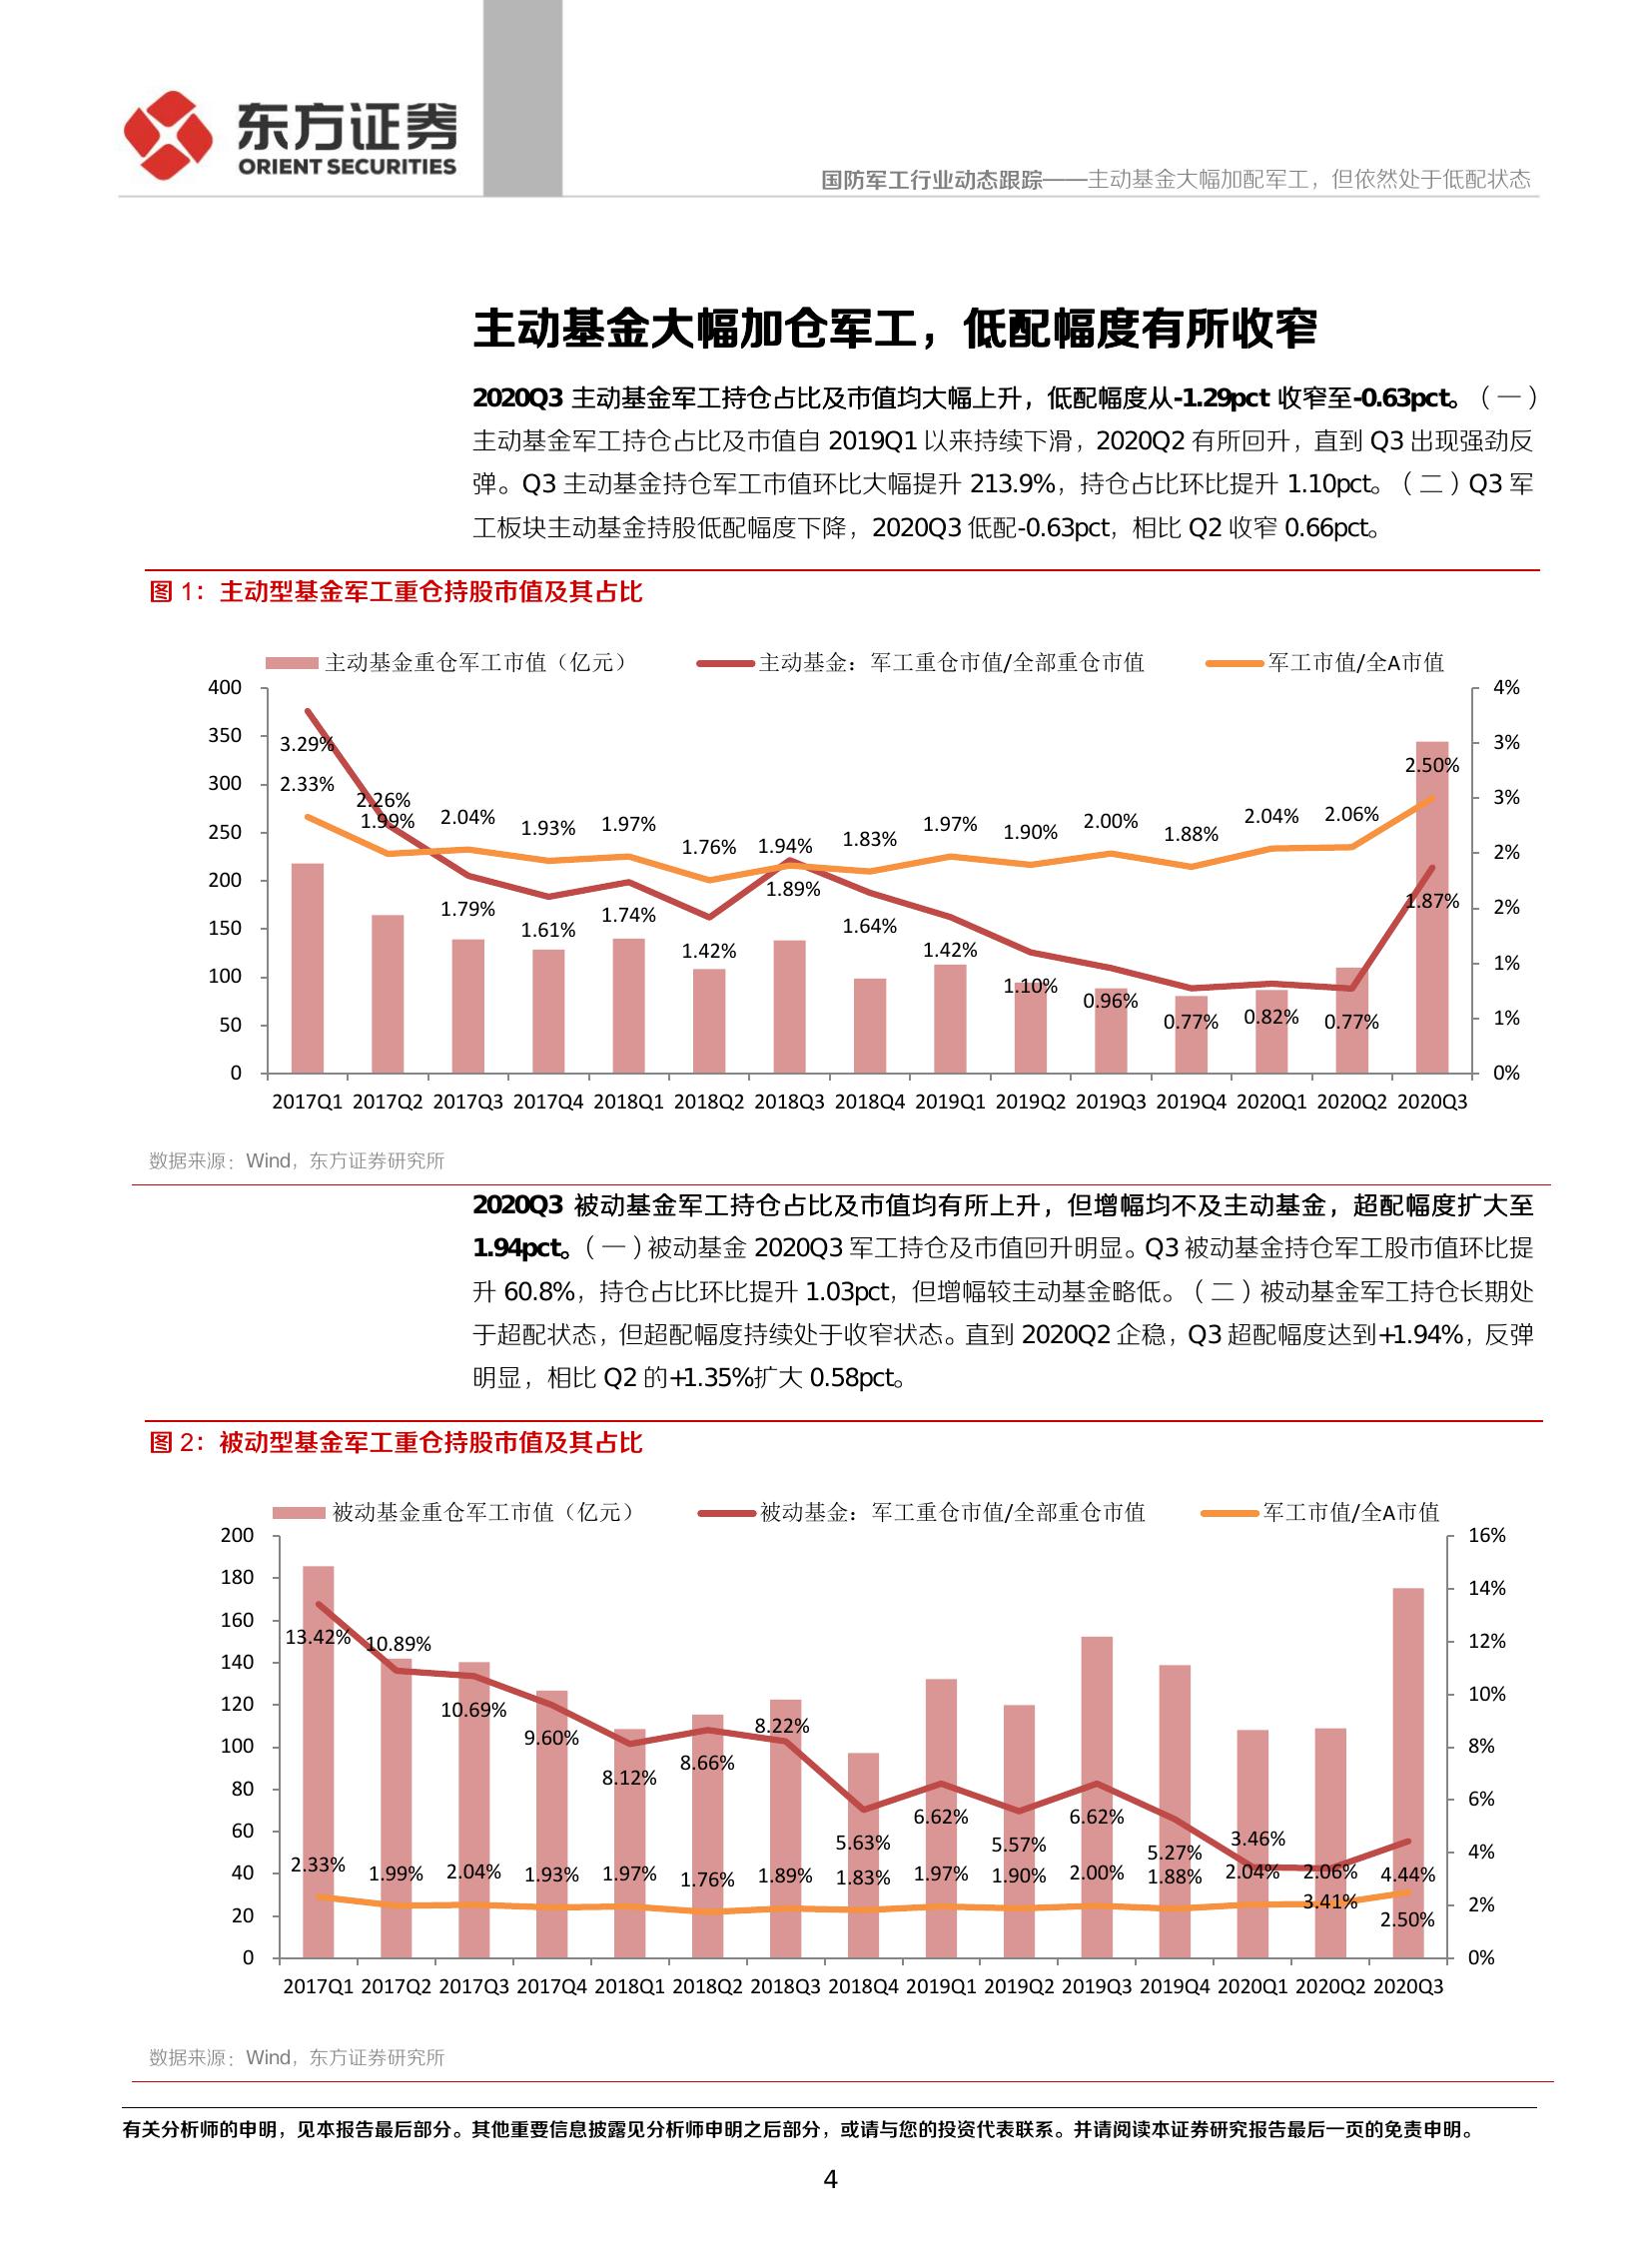 东方证券
ORIENT SECURITIES
国防军工行业动态跟踪——主动基金大幅加配军工，但依然处于低配状态
主动基金大幅加仓军工，低配幅度有所收窄
2020Q3 主动基金军工持仓占比及市值均大幅上升，低配幅度从-1.29pct 收窄至-0.63pct。（一）
主动基金军工持仓占比及市值自 2019Q1 以来持续下滑，2020Q2 有所回升，直到 Q3 出现强劲反
弹。Q3 主动基金持仓军工市值环比大幅提升 213.9%，持仓占比环比提升 1.10pct。（二）Q3 军
工板块主动基金持股低配幅度下降，2020Q3 低配-0.63pct，相比 Q2 收窄 0.66pct。
图 1：主动型基金军工重仓持股市值及其占比
主动基金重仓军工市值（亿元） 主动基金：军工重仓市值/全部重仓市值 军工市值/全A市值
400 4%
350 3%
300 3%
250
200 2%
150 2%
100 1%
50 1%
0 0%
3.29% 2.26% 1.79% 1.61% 1.74% 1.42% 1.94% 1.64% 1.42% 1.10% 0.96% 0.77% 0.82% 0.77% 1.87%
2.33% 1.99% 2.04% 1.93% 1.97% 1.76% 1.89% 1.83% 1.97% 1.90% 2.00% 1.88% 2.04% 2.06% 2.50%
2017Q1 2017Q2 2017Q3 2017Q4 2018Q1 2018Q2 2018Q3 2018Q4 2019Q1 2019Q2 2019Q3 2019Q4 2020Q1 2020Q2 2020Q3
数据来源：Wind，东方证券研究所
2020Q3 被动基金军工持仓占比及市值均有所上升，但增幅均不及主动基金，超配幅度扩大至
1.94pct。（一）被动基金 2020Q3 军工持仓及市值回升明显。Q3 被动基金持仓军工股市值环比提
升 60.8%，持仓占比环比提升 1.03pct，但增幅较主动基金略低。（二）被动基金军工持仓长期处
于超配状态，但超配幅度持续处于收窄状态。直到 2020Q2 企稳，Q3 超配幅度达到+1.94%，反弹
明显，相比 Q2 的+1.35%扩大 0.58pct。
图 2：被动型基金军工重仓持股市值及其占比
被动基金重仓军工市值（亿元） 被动基金：军工重仓市值/全部重仓市值 军工市值/全A市值
200 16%
180 14%
160
140 12%
120 10%
100 8%
80
60 6%
40 4%
20 2%
0 0%
13.42% 10.89% 10.69% 9.60% 8.12% 8.66% 8.22% 5.63% 6.62% 5.57% 6.62% 5.27% 3.46% 3.41% 4.44%
2.33% 1.99% 2.04% 1.93% 1.97% 1.76% 1.89% 1.83% 1.97% 1.90% 2.00% 1.88% 2.04% 2.06% 2.50%
2017Q1 2017Q2 2017Q3 2017Q4 2018Q1 2018Q2 2018Q3 2018Q4 2019Q1 2019Q2 2019Q3 2019Q4 2020Q1 2020Q2 2020Q3
数据来源：Wind，东方证券研究所
有关分析师的申明，见本报告最后部分。其他重要信息披露见分析师申明之后部分，或请与您的投资代表联系。并请阅读本证券研究报告最后一页的免责申明。
4